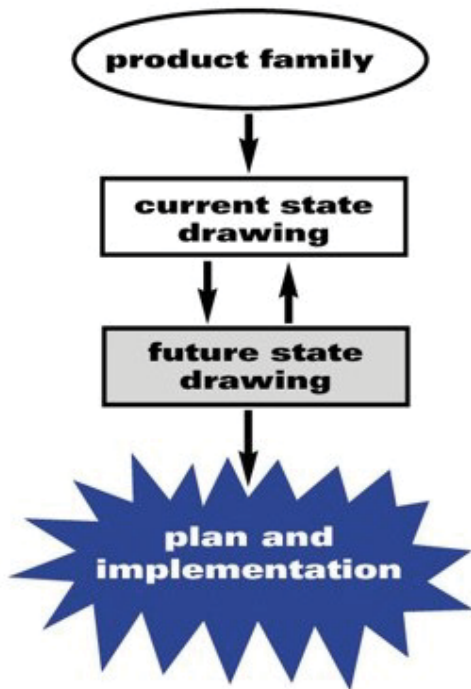 product family
current state
drawing
future state
drawing
plan and
implementation